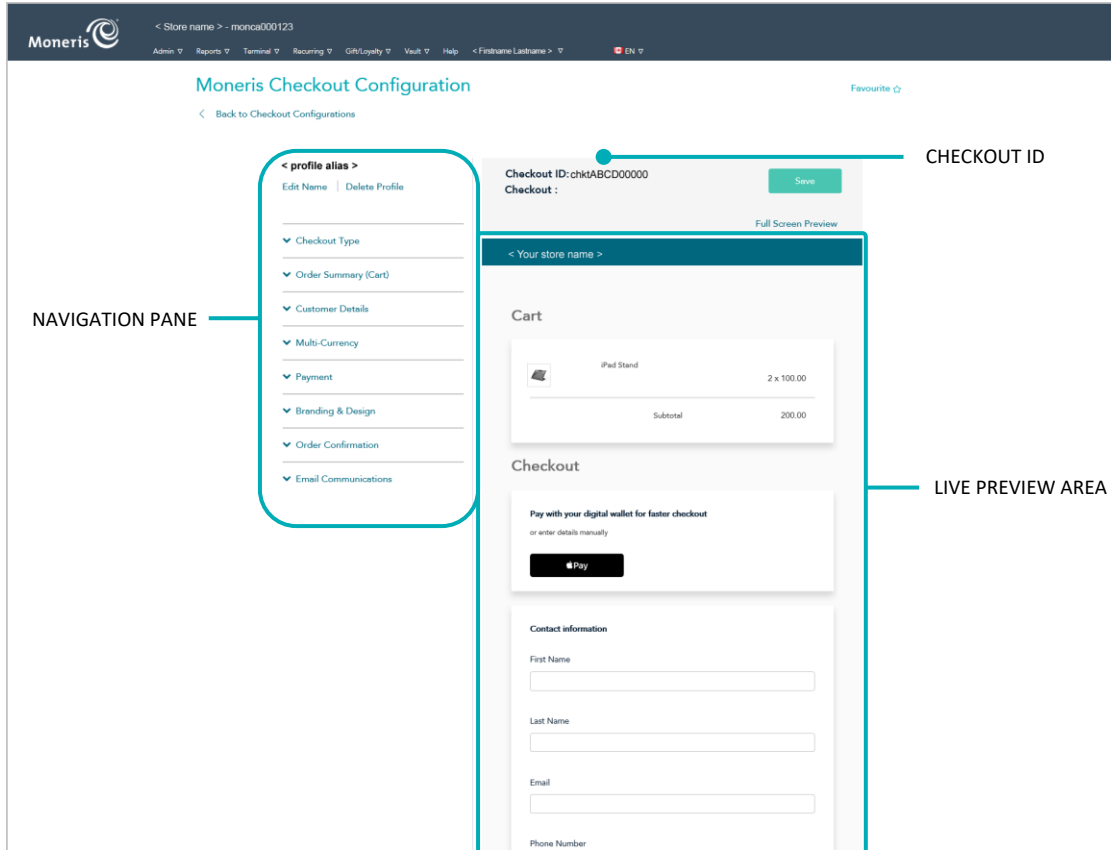 < Store name > - monca000123
Moneris
Admin Reports Terminal Recurring Gift/Loyalty Vault Help < Firstname Lastname > EN
Moneris Checkout Configuration
Favourite
Back to Checkout Configurations
< profile alias >
Edit Name | Delete Profile
Checkout Type
Order Summary (Cart)
Customer Details
Multi-Currency
Payment
Branding & Design
Order Confirmation
Email Communications
NAVIGATION PANE
Checkout ID: chktABCD00000
Checkout :
Save
CHECKOUT ID
Full Screen Preview
< Your store name >
Cart
iPad Stand
2 x 100.00
Subtotal 200.00
Checkout
LIVE PREVIEW AREA
Pay with your digital wallet for faster checkout
or enter details manually
Pay
Contact information
First Name
Last Name
Email
Phone Number